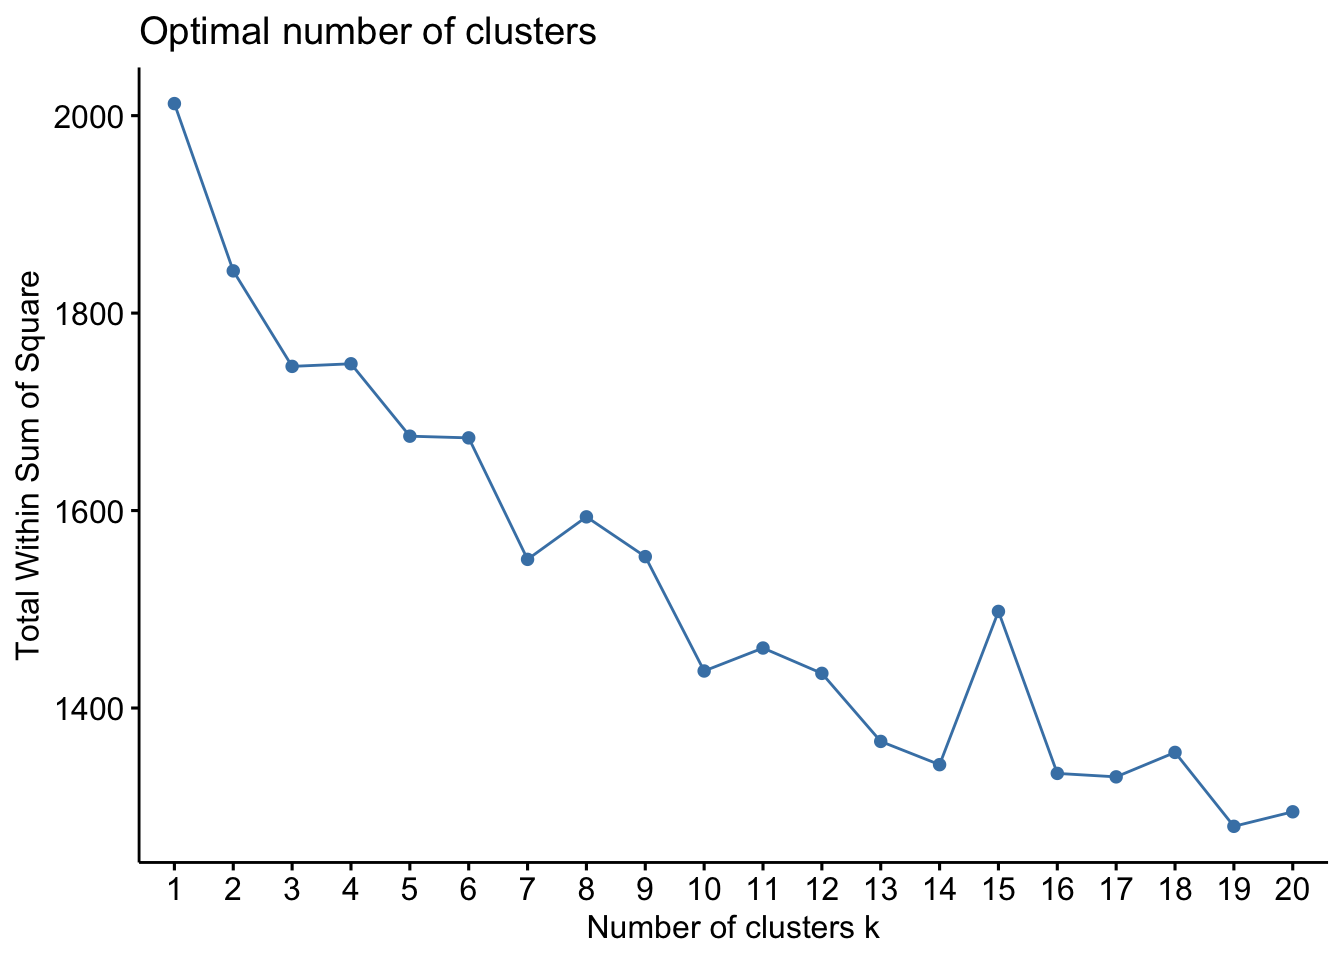 Optimal number of clusters
2000
1800
1600
1400
Total Within Sum of Square
1 2 3 4 5 6 7 8 9 10 11 12 13 14 15 16 17 18 19 20
Number of clusters k